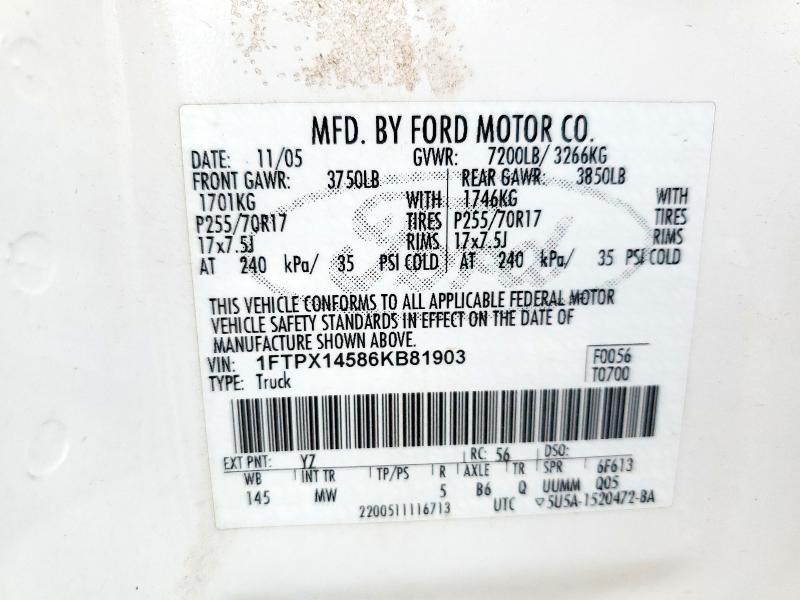 MFD. BY FORD MOTOR CO.
DATE: 11/05 GVWR: 7200LB/ 3266KG
FRONT GAWR: 3750LB REAR GAWR: 3850LB
1701KG WITH 1746KG WITH
P255/70R17 TIRES P255/70R17 TIRES
17x7.5J RIMS 17x7.5J RIMS
AT 240 kPa/ 35 PSI COLD AT 240 kPa/ 35 PSI COLD
Ford
THIS VEHICLE CONFORMS TO ALL APPLICABLE FEDERAL MOTOR
VEHICLE SAFETY STANDARDS IN EFFECT ON THE DATE OF
MANUFACTURE SHOWN ABOVE.
VIN: 1FTPX14586KB81903 F0056
TYPE: Truck T0700
EXT PNT: YZ RC: 56 DSO:
WB INT TR TP/PS R AXLE TR SPR 6F613
145 MW 5 B6 Q UUMM Q05
2200511116713 UTC ▽5U5A-1520472-BA